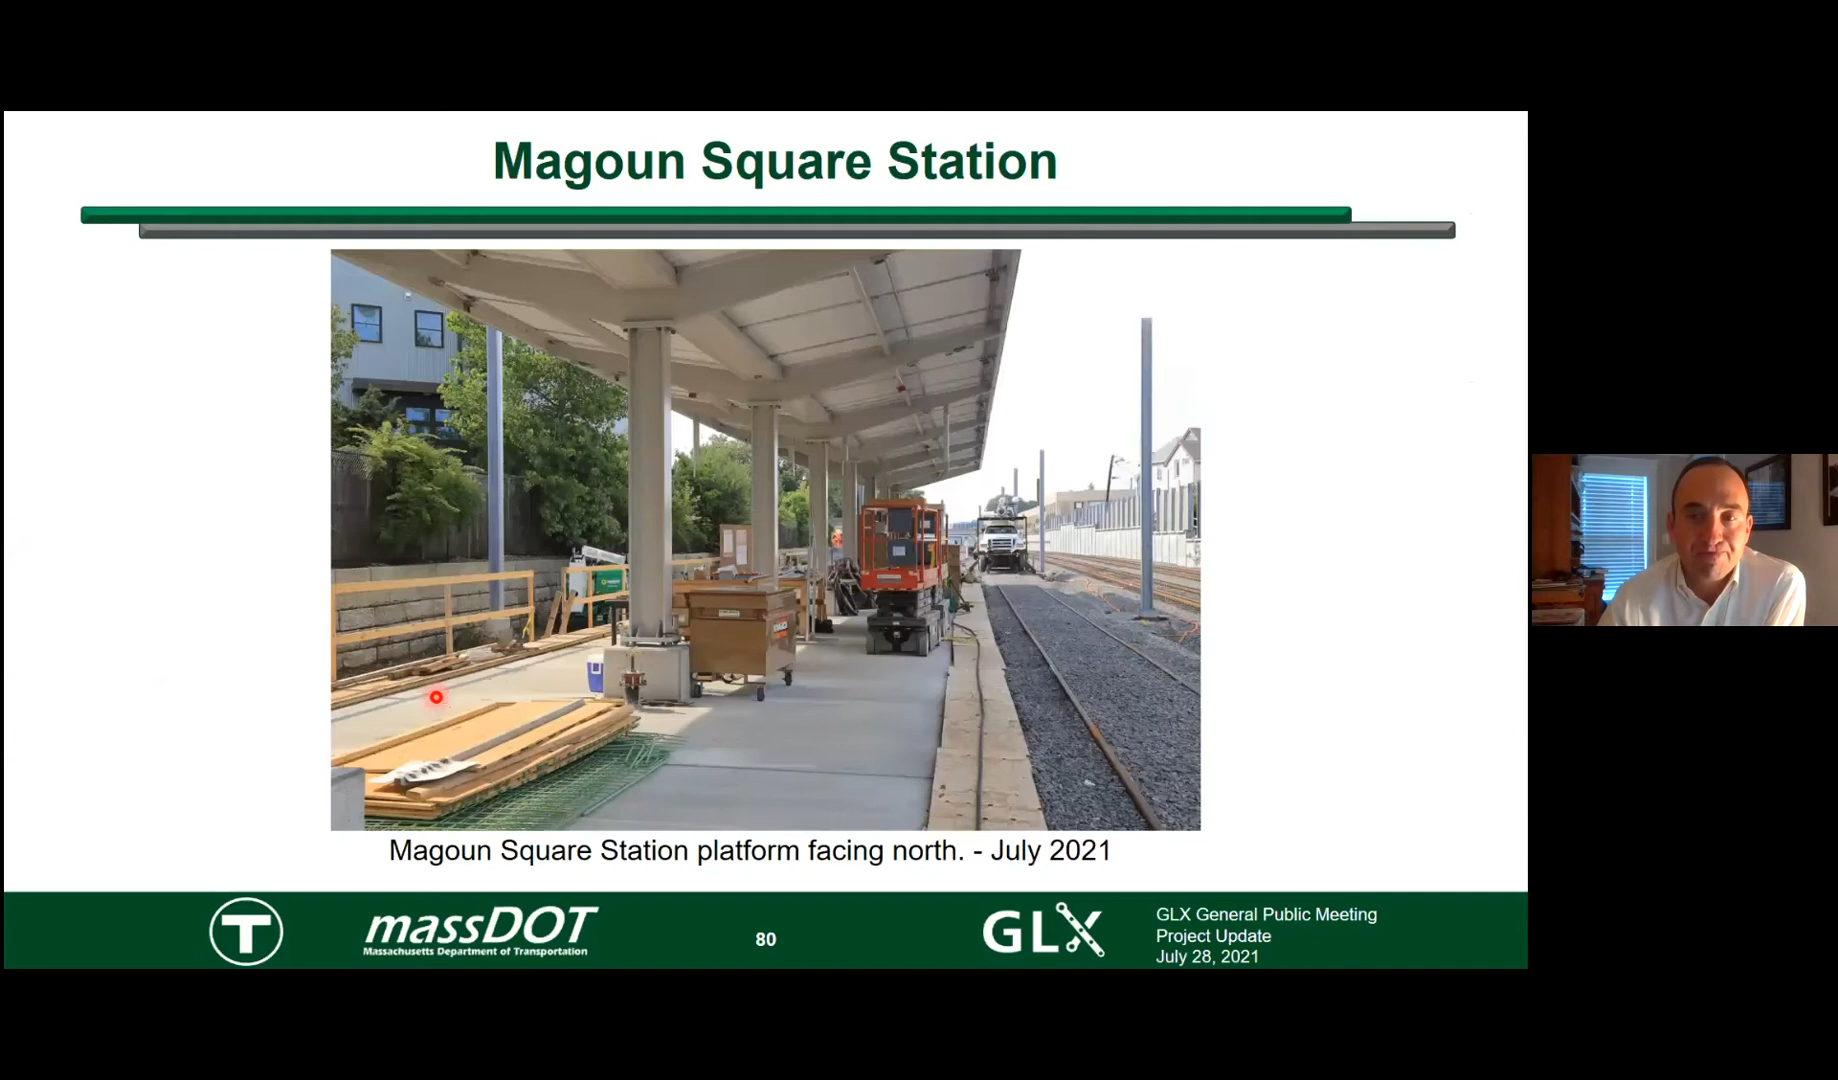 Magoun Square Station
Magoun Square Station platform facing north. - July 2021
T
massDOT
Massachusetts Department of Transportation
80
GLX
GLX General Public Meeting
Project Update
July 28, 2021